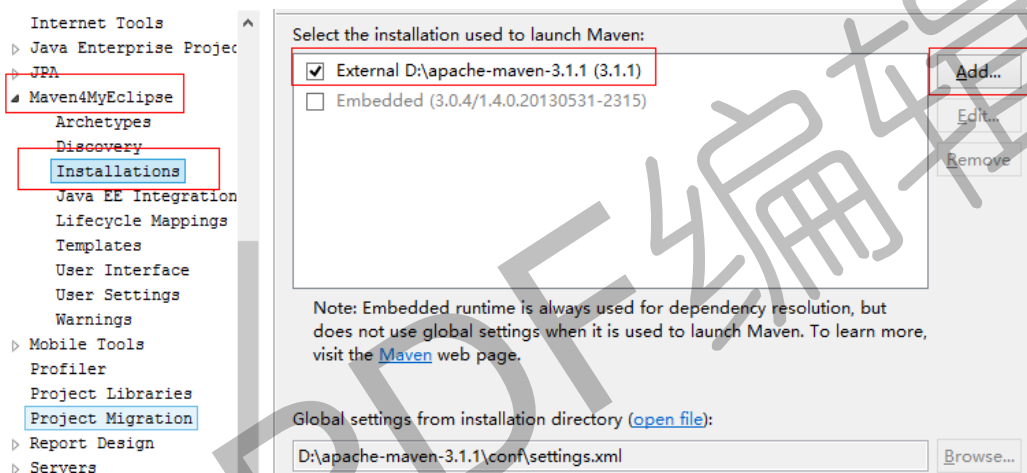 Internet Tools
Java Enterprise Projec
JPA
Maven4MyEclipse
Archetypes
Discovery
Installations
Java EE Integration
Lifecycle Mappings
Templates
User Interface
User Settings
Warnings
Mobile Tools
Profiler
Project Libraries
Project Migration
Report Design
Servers
Select the installation used to launch Maven:
External D:\apache-maven-3.1.1 (3.1.1)
Embedded (3.0.4/1.4.0.20130531-2315)
Add...
Edit...
Remove
Note: Embedded runtime is always used for dependency resolution, but
does not use global settings when it is used to launch Maven. To learn more,
visit the Maven web page.
Global settings from installation directory (open file):
D:\apache-maven-3.1.1\conf\settings.xml
Browse...
PDF编辑